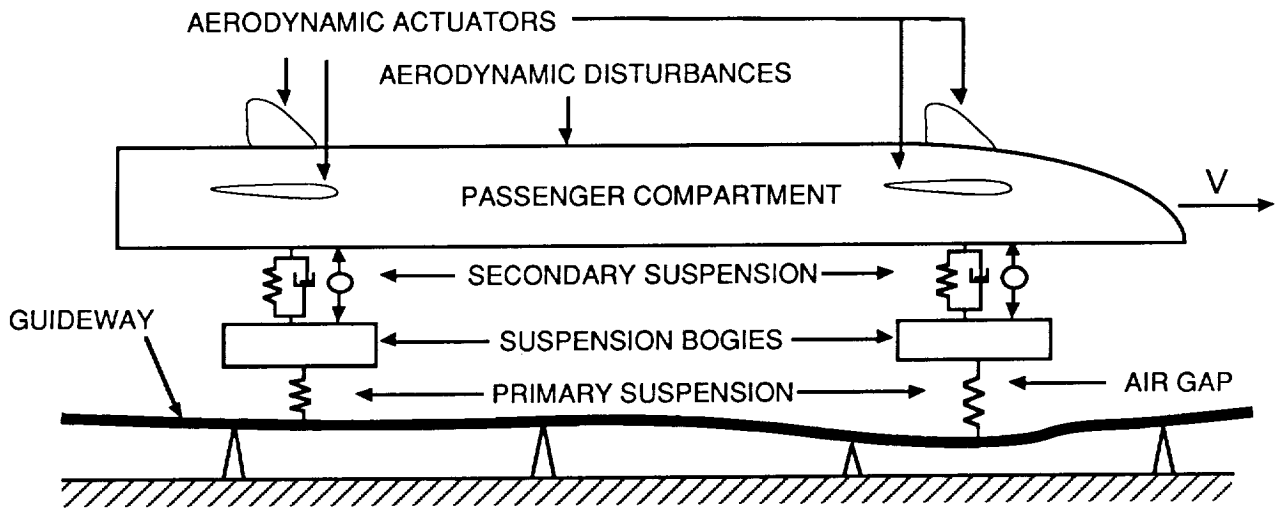 AERODYNAMIC ACTUATORS
AERODYNAMIC DISTURBANCES
PASSENGER COMPARTMENT
V
SECONDARY SUSPENSION
GUIDEWAY
SUSPENSION BOGIES
PRIMARY SUSPENSION
AIR GAP